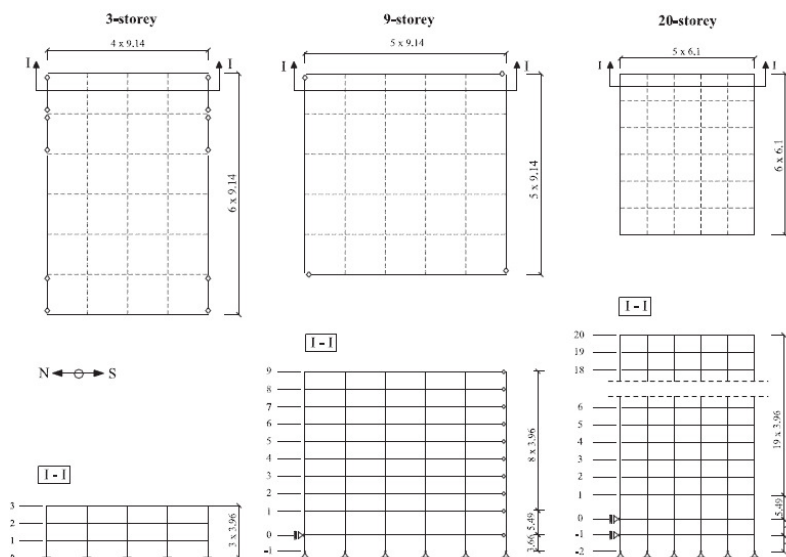 3-storey
9-storey
20-storey
4 x 9.14
5 x 9.14
5 x 6.1
I
I
I
I
I
I
6 x 9.14
5 x 9.14
6 x 6.1
I - I
I - I
I - I
N
S
3
2
1
0
3 x 3.96
9
8
7
6
5
4
3
2
1
0
-1
8 x 3.96
5.49
3.66
20
19
18
6
5
4
3
2
1
0
-1
-2
19 x 3.96
5.49